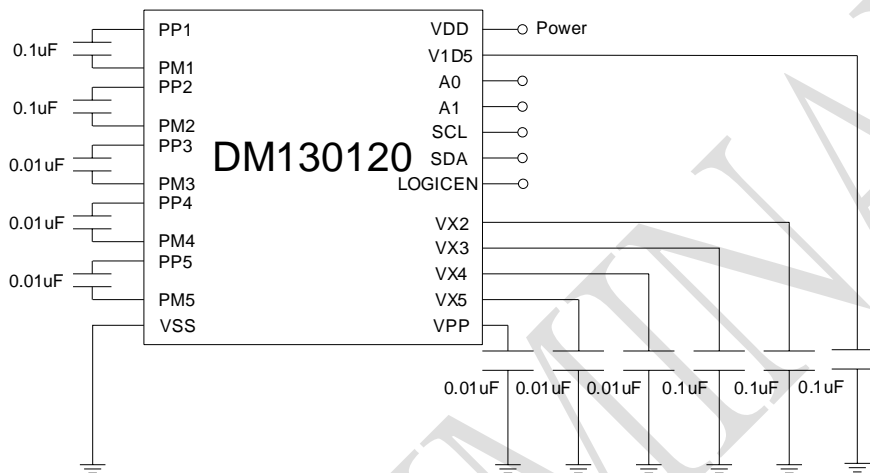 PP1
VDD
Power
0.1uF
V1D5
PM1
A0
PP2
A1
0.1uF
PM2
SCL
PP3
DM130120
SDA
0.01uF
PM3
LOGICEN
PP4
0.01uF
VX2
PM4
VX3
PP5
VX4
0.01uF
PM5
VX5
VSS
VPP
0.01uF 0.01uF 0.01uF 0.1uF 0.1uF 0.1uF